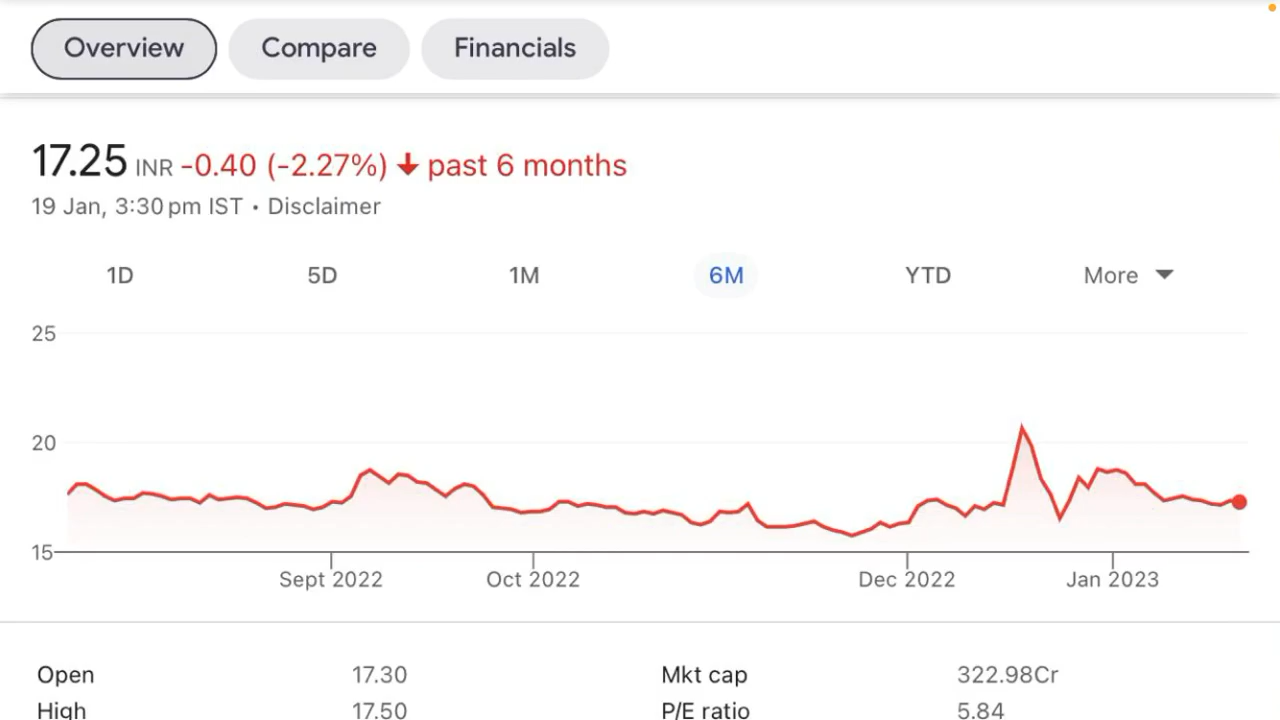 Overview Compare Financials
17.25 INR -0.40 (-2.27%) ↓ past 6 months
19 Jan, 3:30 pm IST • Disclaimer
1D 5D 1M 6M YTD More
25
20
15
Sept 2022 Oct 2022 Dec 2022 Jan 2023
Open 17.30 Mkt cap 322.98Cr
High 17.50 P/E ratio 5.84